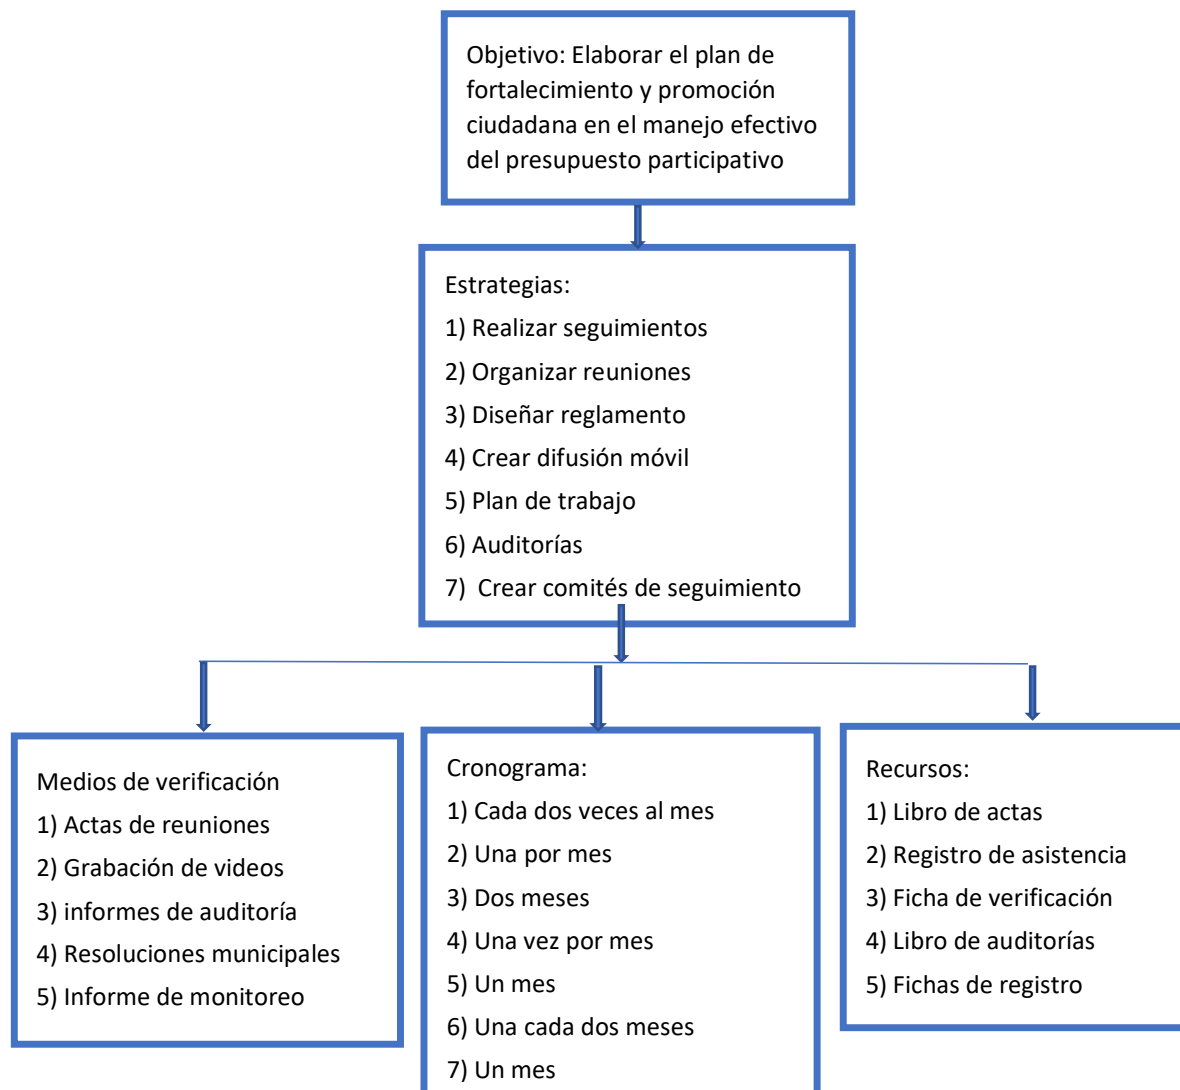 Objetivo: Elaborar el plan de
fortalecimiento y promoción
ciudadana en el manejo efectivo
del presupuesto participativo
Estrategias:
1) Realizar seguimientos
2) Organizar reuniones
3) Diseñar reglamento
4) Crear difusión móvil
5) Plan de trabajo
6) Auditorías
7) Crear comités de seguimiento
Medios de verificación
1) Actas de reuniones
2) Grabación de videos
3) informes de auditoría
4) Resoluciones municipales
5) Informe de monitoreo
Cronograma:
1) Cada dos veces al mes
2) Una por mes
3) Dos meses
4) Una vez por mes
5) Un mes
6) Una cada dos meses
7) Un mes
Recursos:
1) Libro de actas
2) Registro de asistencia
3) Ficha de verificación
4) Libro de auditorías
5) Fichas de registro